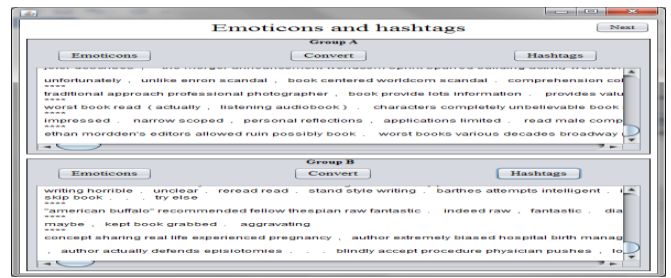 Emoticons and hashtags
Next
Group A
Emoticons Convert Hashtags
unfortunately , unlike enron scandal , book centered worldcom scandal . comprehension col
****
traditional approach professional photographer , book provide lots information . provides valu
****
worst book read ( actually , listening audiobook ) . characters completely unbelievable book
****
impressed . narrow scoped , personal reflections , applications limited . read male comp
****
ethan mordden's editors allowed ruin possibly book . worst books various decades broadway
Group B
Emoticons Convert Hashtags
writing horrible . unclear . reread read . stand style writing . barthes attempts intelligent .
skip book . . . try else
****
"american buffalo" recommended fellow thespian raw fantastic . indeed raw , fantastic . dia
****
maybe , kept book grabbed . aggravating
****
concept sharing real life experienced pregnancy , author extremely biased hospital birth manag
, author actually defends episiotomies . . . blindly accept procedure physician pushes , lo